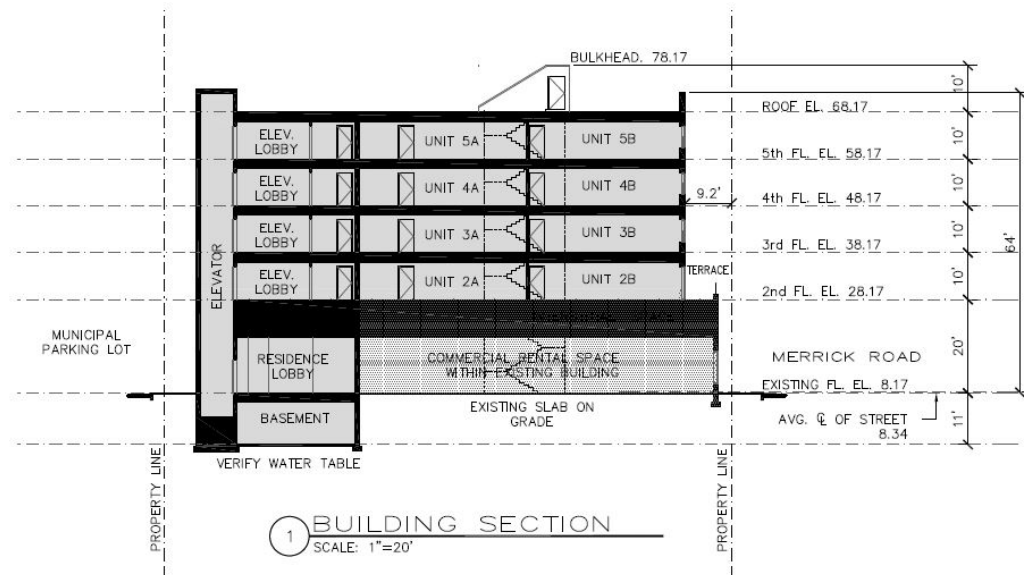 BULKHEAD. 78.17
10'
ROOF EL. 68.17
ELEV.
LOBBY
UNIT 5A
UNIT 5B
10'
5th FL. EL. 58.17
ELEV.
LOBBY
UNIT 4A
UNIT 4B
9.2'
10'
4th FL. EL. 48.17
ELEV.
LOBBY
UNIT 3A
UNIT 3B
10'
3rd FL. EL. 38.17
64'
ELEVATOR
ELEV.
LOBBY
UNIT 2A
UNIT 2B
TERRACE
10'
2nd FL. EL. 28.17
MUNICIPAL
PARKING LOT
RESIDENCE
LOBBY
COMMERCIAL RENTAL SPACE
WITHIN EXISTING BUILDING
20'
MERRICK ROAD
EXISTING FL. EL. 8.17
BASEMENT
EXISTING SLAB ON
GRADE
AVG. ℄ OF STREET
8.34
11'
VERIFY WATER TABLE
PROPERTY LINE
PROPERTY LINE
1
BUILDING SECTION
SCALE: 1"=20'